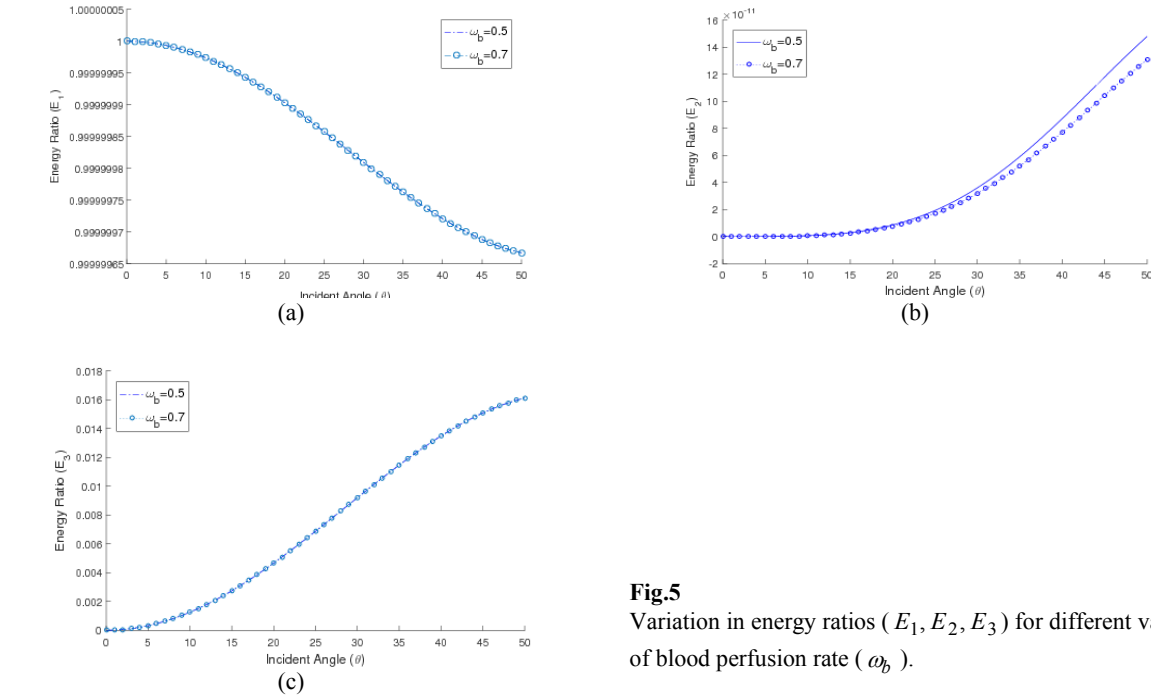 1.00000005
1
0.99999995
0.9999999
0.99999985
0.9999998
0.99999975
0.9999997
0.99999965
Energy Ratio (E1)
ωb=0.5
ωb=0.7
0 5 10 15 20 25 30 35 40 45 50
Incident Angle (θ)
(a)
×10-11
16
14
12
10
8
6
4
2
0
-2
Energy Ratio (E2)
ωb=0.5
ωb=0.7
0 5 10 15 20 25 30 35 40 45 50
Incident Angle (θ)
(b)
0.018
0.016
0.014
0.012
0.01
0.008
0.006
0.004
0.002
0
Energy Ratio (E3)
ωb=0.5
ωb=0.7
0 5 10 15 20 25 30 35 40 45 50
Incident Angle (θ)
(c)
Fig.5
Variation in energy ratios ( E1, E2, E3 ) for different
of blood perfusion rate ( ωb ).